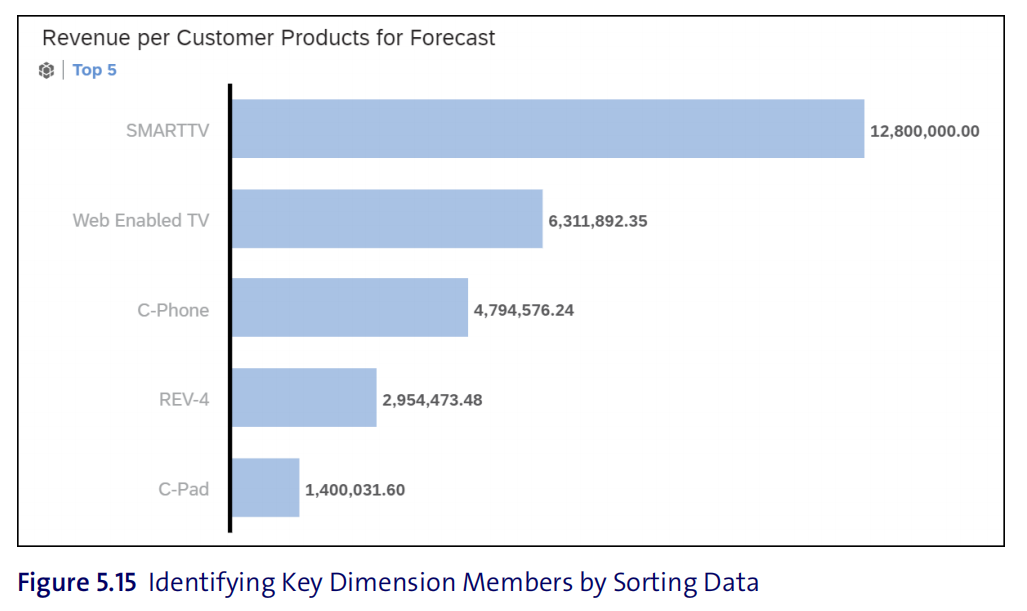 Revenue per Customer Products for Forecast
Top 5
SMARTTV 12,800,000.00
Web Enabled TV 6,311,892.35
C-Phone 4,794,576.24
REV-4 2,954,473.48
C-Pad 1,400,031.60
Figure 5.15 Identifying Key Dimension Members by Sorting Data